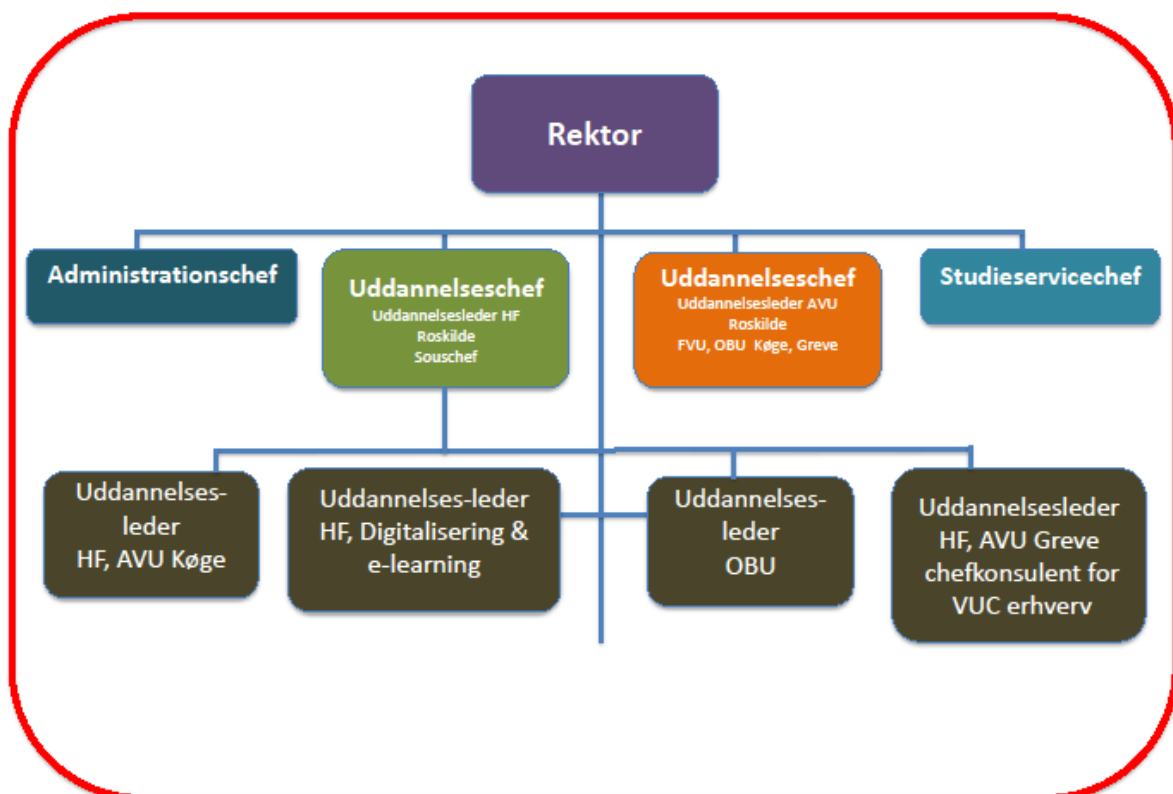 Rektor
Administrationschef
Uddannelseschef
Uddannelsesleder HF
Roskilde
Souschef
Uddannelseschef
Uddannelsesleder AVU
Roskilde
FVU, OBU Køge, Greve
Studieservicechef
Uddannelses-
leder
HF, AVU Køge
Uddannelses-leder
HF, Digitalisering &
e-learning
Uddannelses-
leder
OBU
Uddannelsesleder
HF, AVU Greve
chefkonsulent for
VUC erhverv